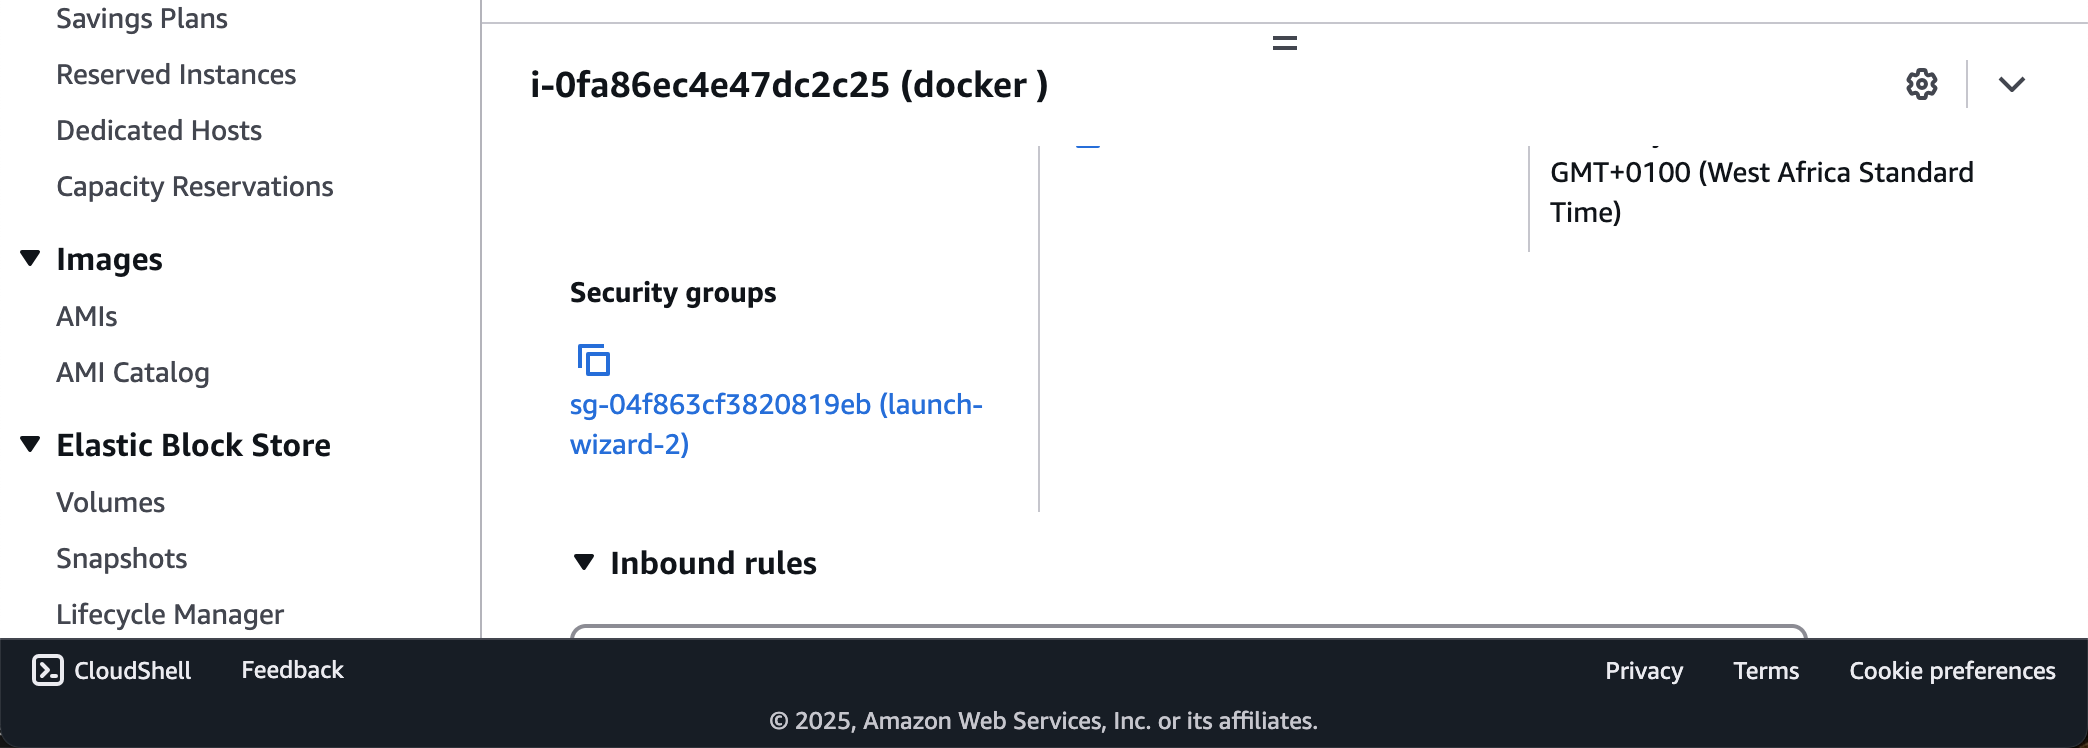 Savings Plans
Reserved Instances
Dedicated Hosts
Capacity Reservations
Images
AMIs
AMI Catalog
Elastic Block Store
Volumes
Snapshots
Lifecycle Manager
i-0fa86ec4e47dc2c25 (docker )
GMT+0100 (West Africa Standard
Time)
Security groups
sg-04f863cf3820819eb (launch-
wizard-2)
Inbound rules
CloudShell
Feedback
Privacy
Terms
Cookie preferences
© 2025, Amazon Web Services, Inc. or its affiliates.